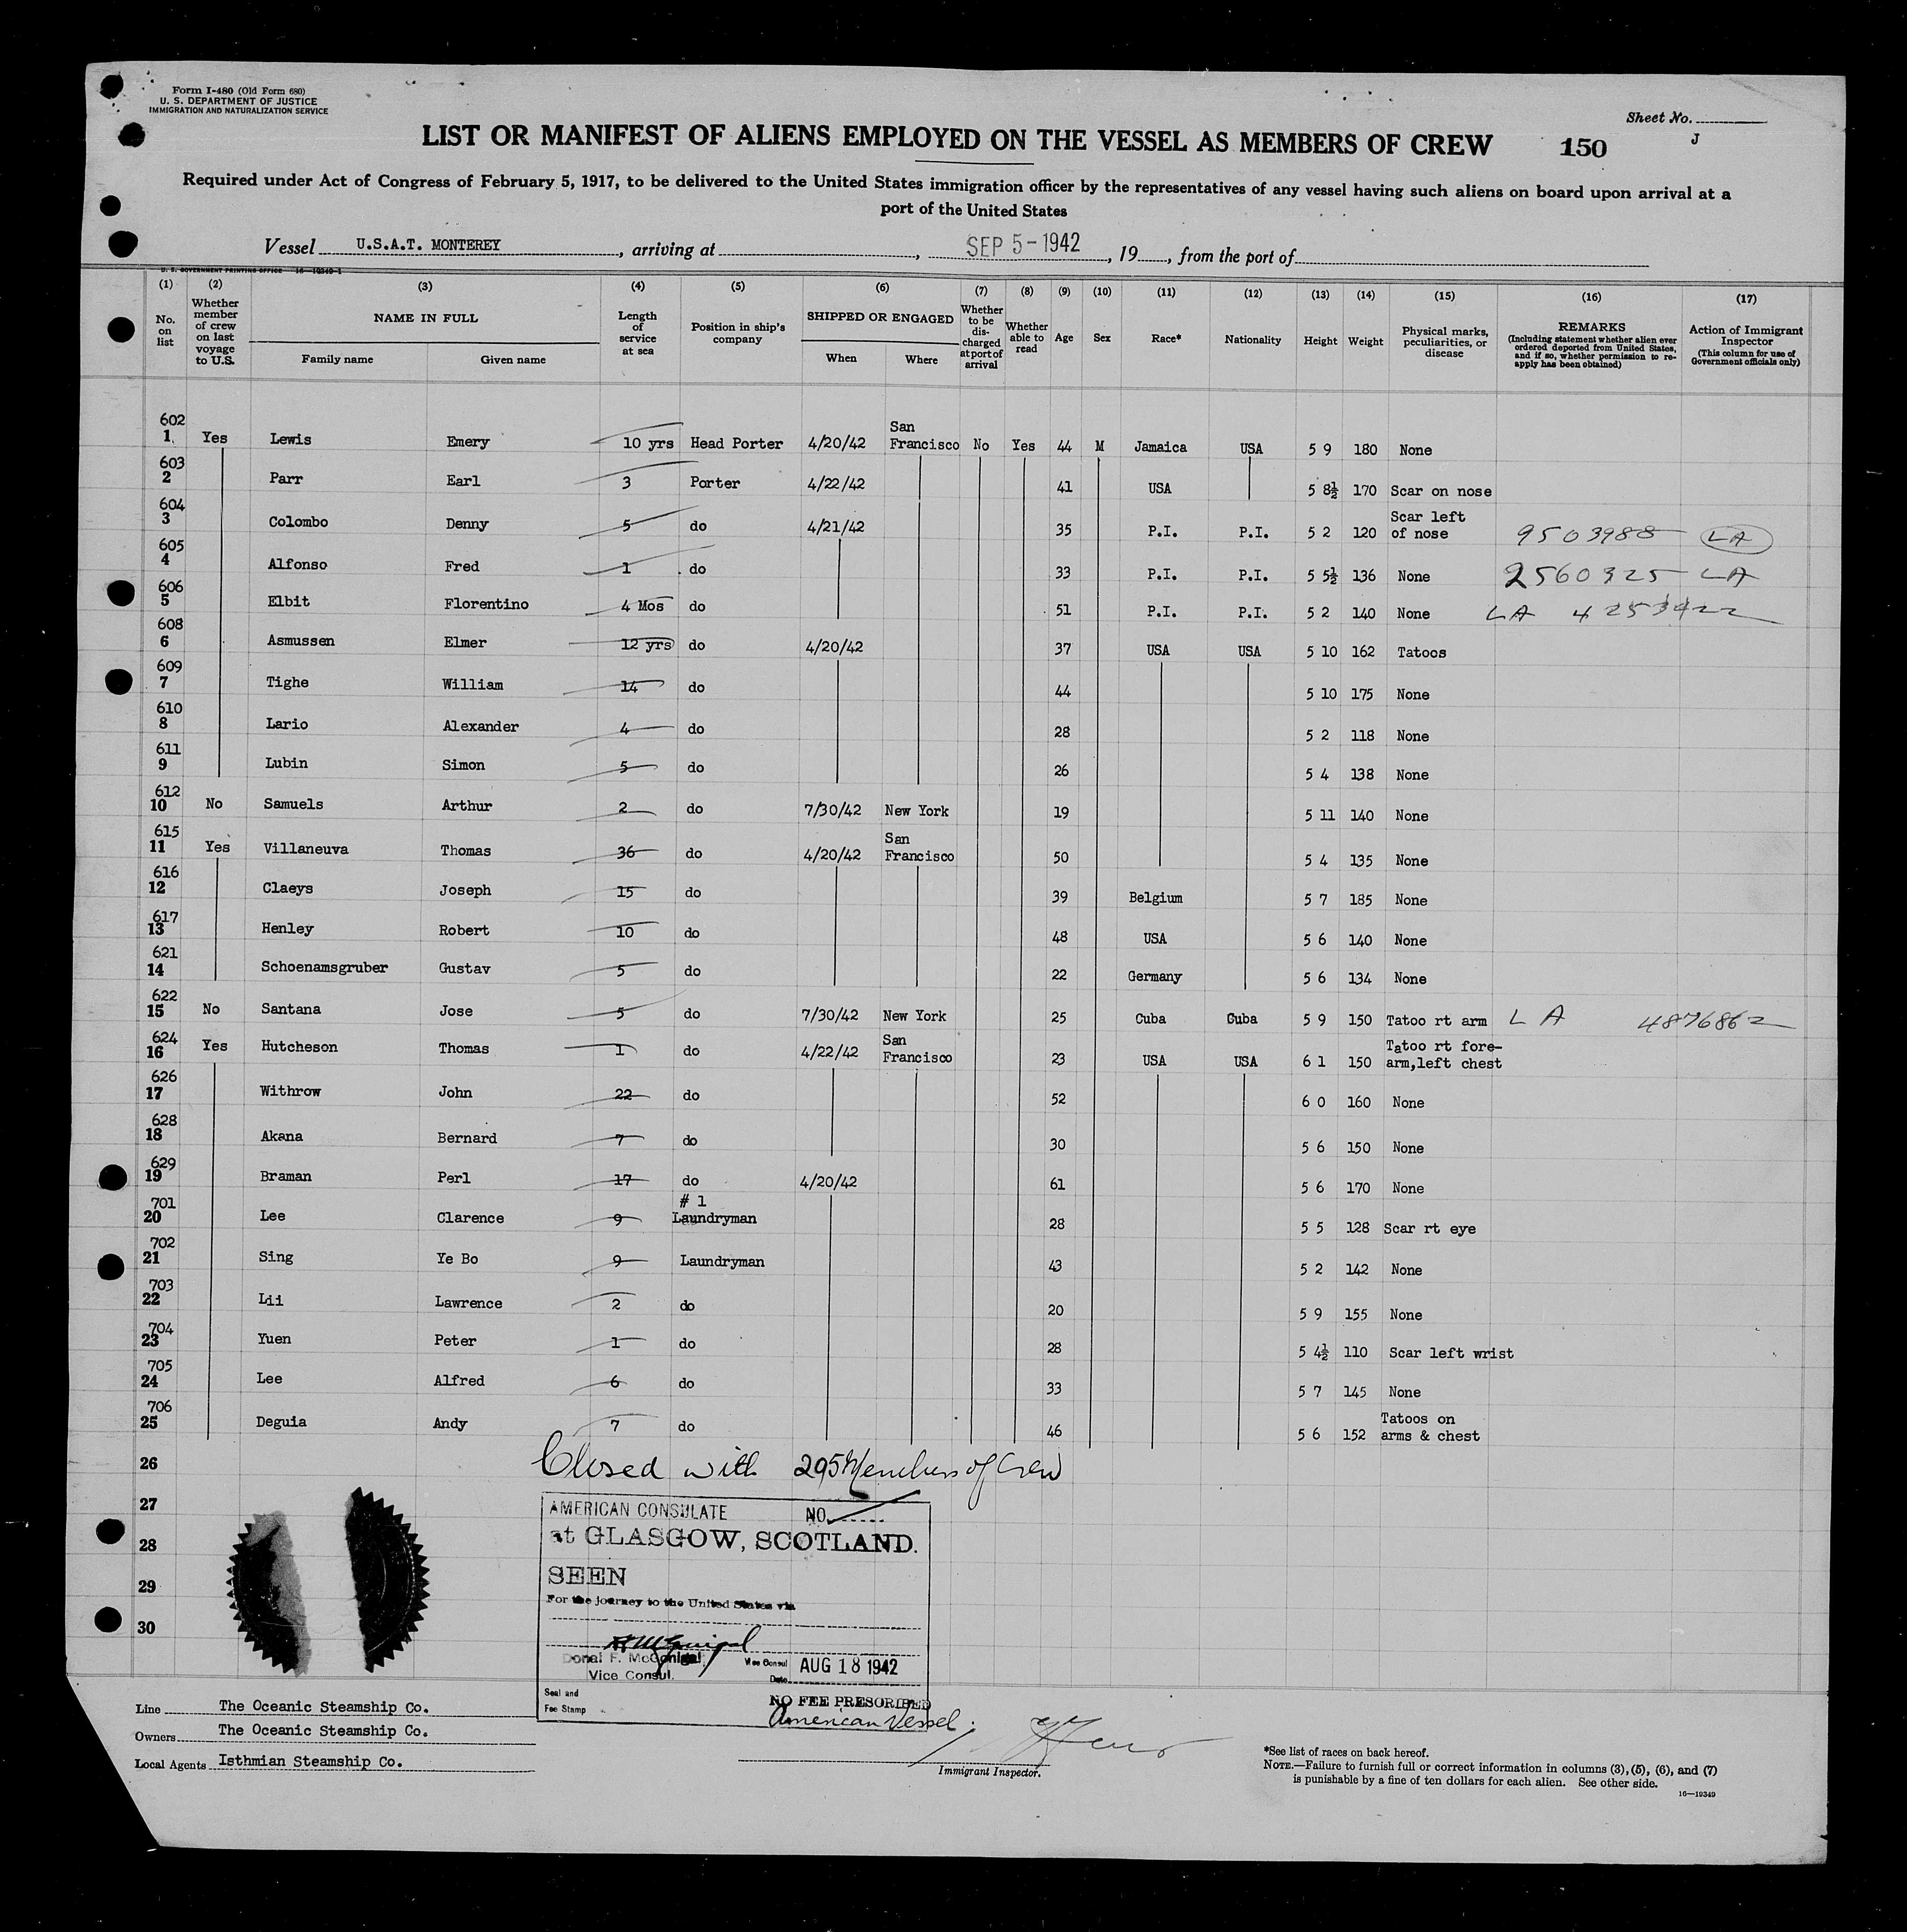 Form I-480 (Old Form 680)
U. S. DEPARTMENT OF JUSTICE
IMMIGRATION AND NATURALIZATION SERVICE
Sheet No.
LIST OR MANIFEST OF ALIENS EMPLOYED ON THE VESSEL AS MEMBERS OF CREW 150 J
Required under Act of Congress of February 5, 1917, to be delivered to the United States immigration officer by the representatives of any vessel having such aliens on board upon arrival at a
port of the United States
Vessel U.S.A.T. MONTEREY, arriving at , SEP 5-1942, 19 , from the port of
U. S. GOVERNMENT PRINTING OFFICE 16-19349-1
(1) (2) (3) (4) (5) (6) (7) (8) (9) (10) (11) (12) (13) (14) (15) (16) (17)
No. on list
Whether member of crew on last voyage to U.S.
NAME IN FULL
Family name Given name
Length of service at sea
Position in ship's company
SHIPPED OR ENGAGED
When Where
Whether to be discharged at port of arrival
Whether able to read
Age
Sex
Race*
Nationality
Height
Weight
Physical marks, peculiarities, or disease
REMARKS
(Including statement whether alien ever ordered deported from United States, and if so, whether permission to re-apply has been obtained)
Action of Immigrant Inspector
(This column for use of Government officials only)
602 1 Yes Lewis Emery 10 yrs Head Porter 4/20/42 San Francisco No Yes 44 M Jamaica USA 5 9 180 None
603 2 Parr Earl 3 Porter 4/22/42 41 USA 5 8½ 170 Scar on nose
604 3 Colombo Denny 5 do 4/21/42 35 P.I. P.I. 5 2 120 Scar left of nose 9503988 LA
605 4 Alfonso Fred 1 do 33 P.I. P.I. 5 5½ 136 None 2560325 LA
606 5 Elbit Florentino 4 Mos do 51 P.I. P.I. 5 2 140 None LA
608 6 Asmussen Elmer 12 yrs do 4/20/42 37 USA USA 5 10 162 Tatoos
609 7 Tighe William 14 do 44 5 10 175 None
610 8 Lario Alexander 4 do 28 5 2 118 None
611 9 Lubin Simon 5 do 26 5 4 138 None
612 10 No Samuels Arthur 2 do 7/30/42 New York 19 5 11 140 None
615 11 Yes Villaneuva Thomas 36 do 4/20/42 San Francisco 50 5 4 135 None
616 12 Claeys Joseph 15 do 39 Belgium 5 7 185 None
617 13 Henley Robert 10 do 48 USA 5 6 140 None
621 14 Schoenamsgruber Gustav 5 do 22 Germany 5 6 134 None
622 15 No Santana Jose 5 do 7/30/42 New York 25 Cuba Cuba 5 9 150 Tatoo rt arm LA 4876862
624 16 Yes Hutcheson Thomas 1 do 4/22/42 San Francisco 23 USA USA 6 1 150 Tatoo rt fore-arm,left chest
626 17 Withrow John 22 do 52 6 0 160 None
628 18 Akana Bernard 7 do 30 5 6 150 None
629 19 Braman Perl 17 do 4/20/42 61 5 6 170 None
701 20 Lee Clarence 9 # 1 Laundryman 28 5 5 128 Scar rt eye
702 21 Sing Ye Bo 9 Laundryman 43 5 2 142 None
703 22 Lii Lawrence 2 do 20 5 9 155 None
704 23 Yuen Peter 1 do 28 5 4½ 110 Scar left wrist
705 24 Lee Alfred 6 do 33 5 7 145 None
706 25 Deguia Andy 7 do 46 5 6 152 Tatoos on arms & chest
26 Closed with 295 Members of Crew
27
28
29
30
AMERICAN CONSULATE NO.
at GLASGOW, SCOTLAND.
SEEN
For the journey to the United States via
Donal F. McGonigal
Vice Consul.
Vice Consul
Date AUG 18 1942
Seal and
Fee Stamp
NO FEE PRESCRIBED
American Vessel.
Line The Oceanic Steamship Co.
Owners The Oceanic Steamship Co.
Local Agents Isthmian Steamship Co.
Immigrant Inspector.
*See list of races on back hereof.
NOTE.—Failure to furnish full or correct information in columns (3), (5), (6), and (7)
is punishable by a fine of ten dollars for each alien. See other side.
16—19349